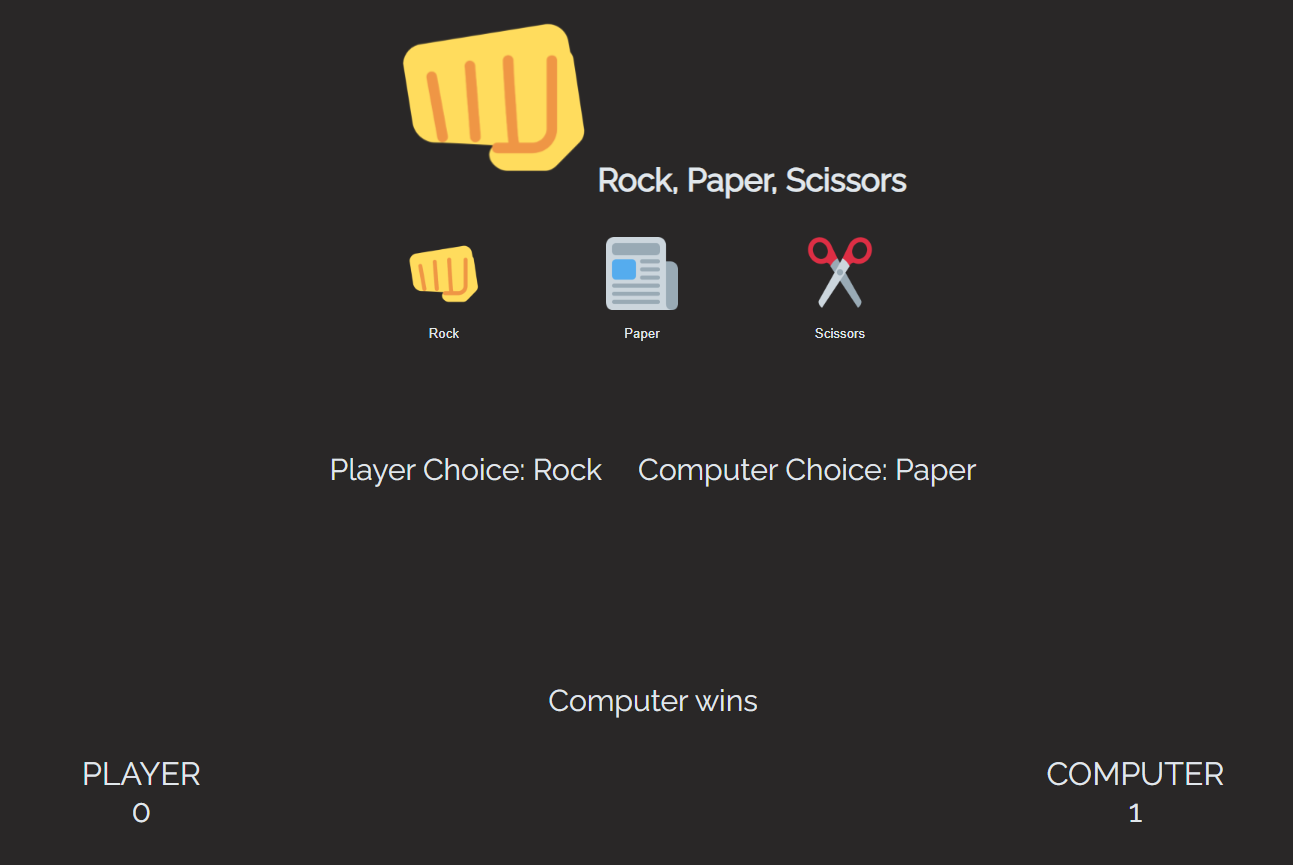 Rock, Paper, Scissors
Rock
Paper
Scissors
Player Choice: Rock
Computer Choice: Paper
Computer wins
PLAYER
0
COMPUTER
1